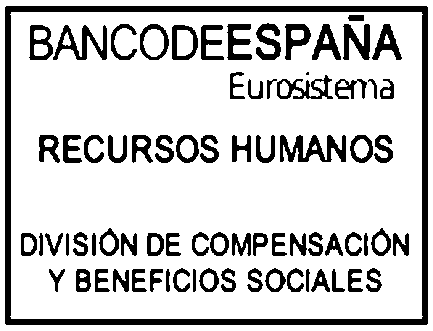 BANCODEESPAÑA
Eurosistema
RECURSOS HUMANOS
DIVISIÓN DE COMPENSACIÓN
Y BENEFICIOS SOCIALES